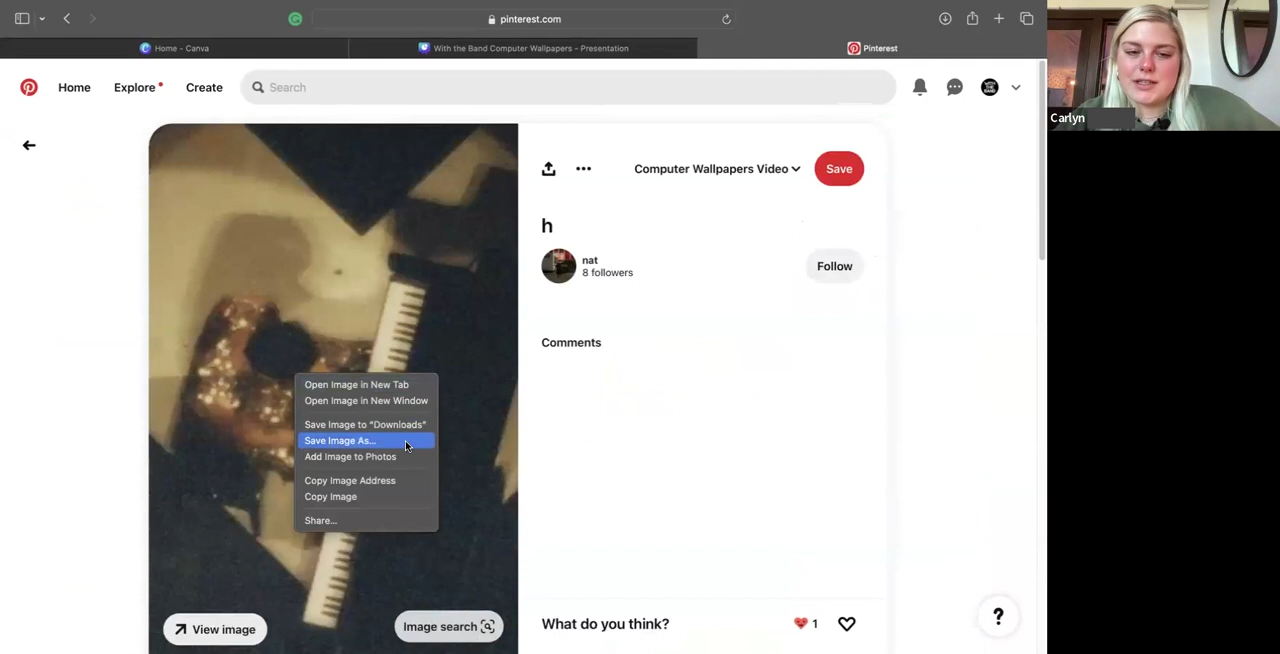 pinterest.com
Home - Canva
With the Band Computer Wallpapers - Presentation
Pinterest
Home
Explore
Create
Search
Computer Wallpapers Video
Save
h
nat
8 followers
Follow
Comments
Open Image in New Tab
Open Image in New Window
Save Image to “Downloads”
Save Image As...
Add Image to Photos
Copy Image Address
Copy Image
Share...
View image
Image search
What do you think?
1
?
Carlyn